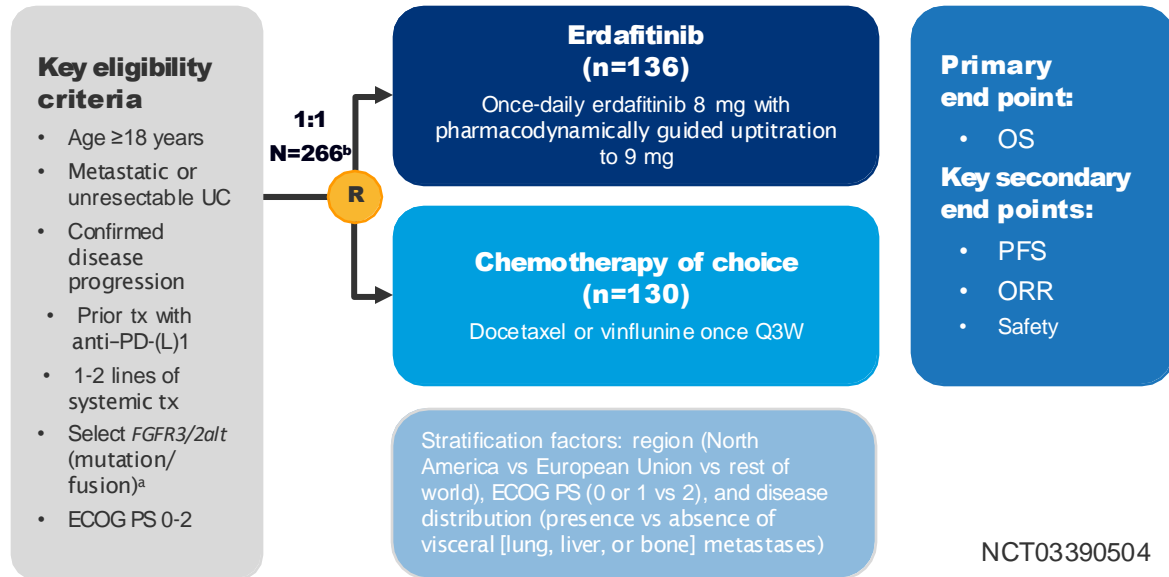 Key eligibility
criteria
• Age ≥18 years
• Metastatic or
unresectable UC
• Confirmed
disease
progression
• Prior tx with
anti–PD-(L)1
• 1-2 lines of
systemic tx
• Select FGFR3/2alt
(mutation/
fusion)ᵃ
• ECOG PS 0-2
1:1
N=266ᵇ
R
Erdafitinib
(n=136)
Once-daily erdafitinib 8 mg with
pharmacodynamically guided uptitration
to 9 mg
Chemotherapy of choice
(n=130)
Docetaxel or vinflunine once Q3W
Stratification factors: region (North
America vs European Union vs rest of
world), ECOG PS (0 or 1 vs 2), and disease
distribution (presence vs absence of
visceral [lung, liver, or bone] metastases)
Primary
end point:
• OS
Key secondary
end points:
• PFS
• ORR
• Safety
NCT03390504